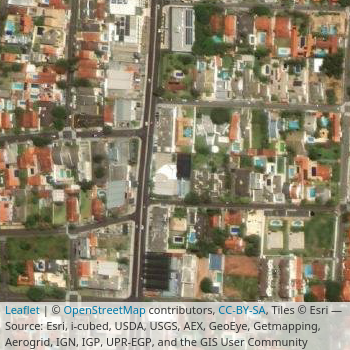 Leaflet | © OpenStreetMap contributors, CC-BY-SA, Tiles © Esri —
Source: Esri, i-cubed, USDA, USGS, AEX, GeoEye, Getmapping,
Aerogrid, IGN, IGP, UPR-EGP, and the GIS User Community